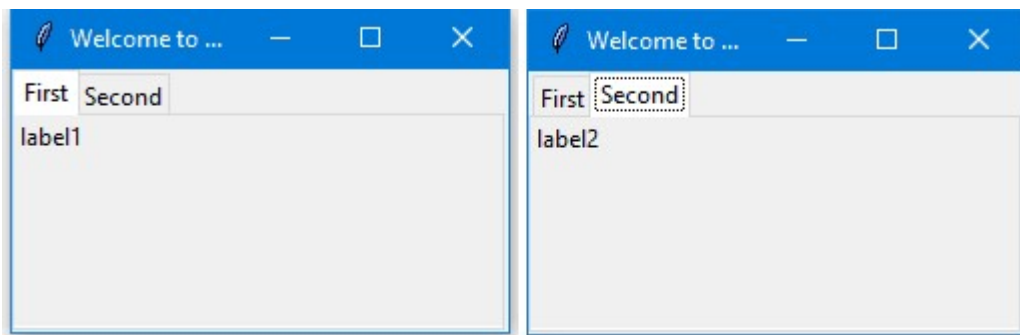 Welcome to ...
First Second
label1
Welcome to ...
First Second
label2